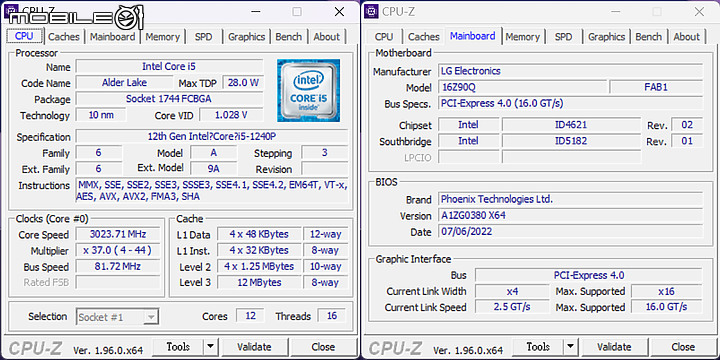 MOBILE01
CPU-Z
CPU Caches Mainboard Memory SPD Graphics Bench About
Processor
Name Intel Core i5
Code Name Alder Lake Max TDP 28.0 W
Package Socket 1744 FCBGA
Technology 10 nm Core VID 1.028 V
intel
CORE i5
inside
Specification 12th Gen Intel?Core?i5-1240P
Family 6 Model A Stepping 3
Ext. Family 6 Ext. Model 9A Revision
Instructions MMX, SSE, SSE2, SSE3, SSSE3, SSE4.1, SSE4.2, EM64T, VT-x,
AES, AVX, AVX2, FMA3, SHA
Clocks (Core #0)
Core Speed 3023.71 MHz
Multiplier x 37.0 ( 4 - 44 )
Bus Speed 81.72 MHz
Rated FSB
Cache
L1 Data 4 x 48 KBytes 12-way
L1 Inst. 4 x 32 KBytes 8-way
Level 2 4 x 1.25 MBytes 10-way
Level 3 12 MBytes 8-way
Selection Socket #1 Cores 12 Threads 16
CPU-Z Ver. 1.96.0.x64 Tools Validate Close
CPU-Z
CPU Caches Mainboard Memory SPD Graphics Bench About
Motherboard
Manufacturer LG Electronics
Model 16Z90Q FAB1
Bus Specs. PCI-Express 4.0 (16.0 GT/s)
Chipset Intel ID4621 Rev. 02
Southbridge Intel ID5182 Rev. 01
LPCIO
BIOS
Brand Phoenix Technologies Ltd.
Version A1ZG0380 X64
Date 07/06/2022
Graphic Interface
Bus PCI-Express 4.0
Current Link Width x4 Max. Supported x16
Current Link Speed 2.5 GT/s Max. Supported 16.0 GT/s
CPU-Z Ver. 1.96.0.x64 Tools Validate Close